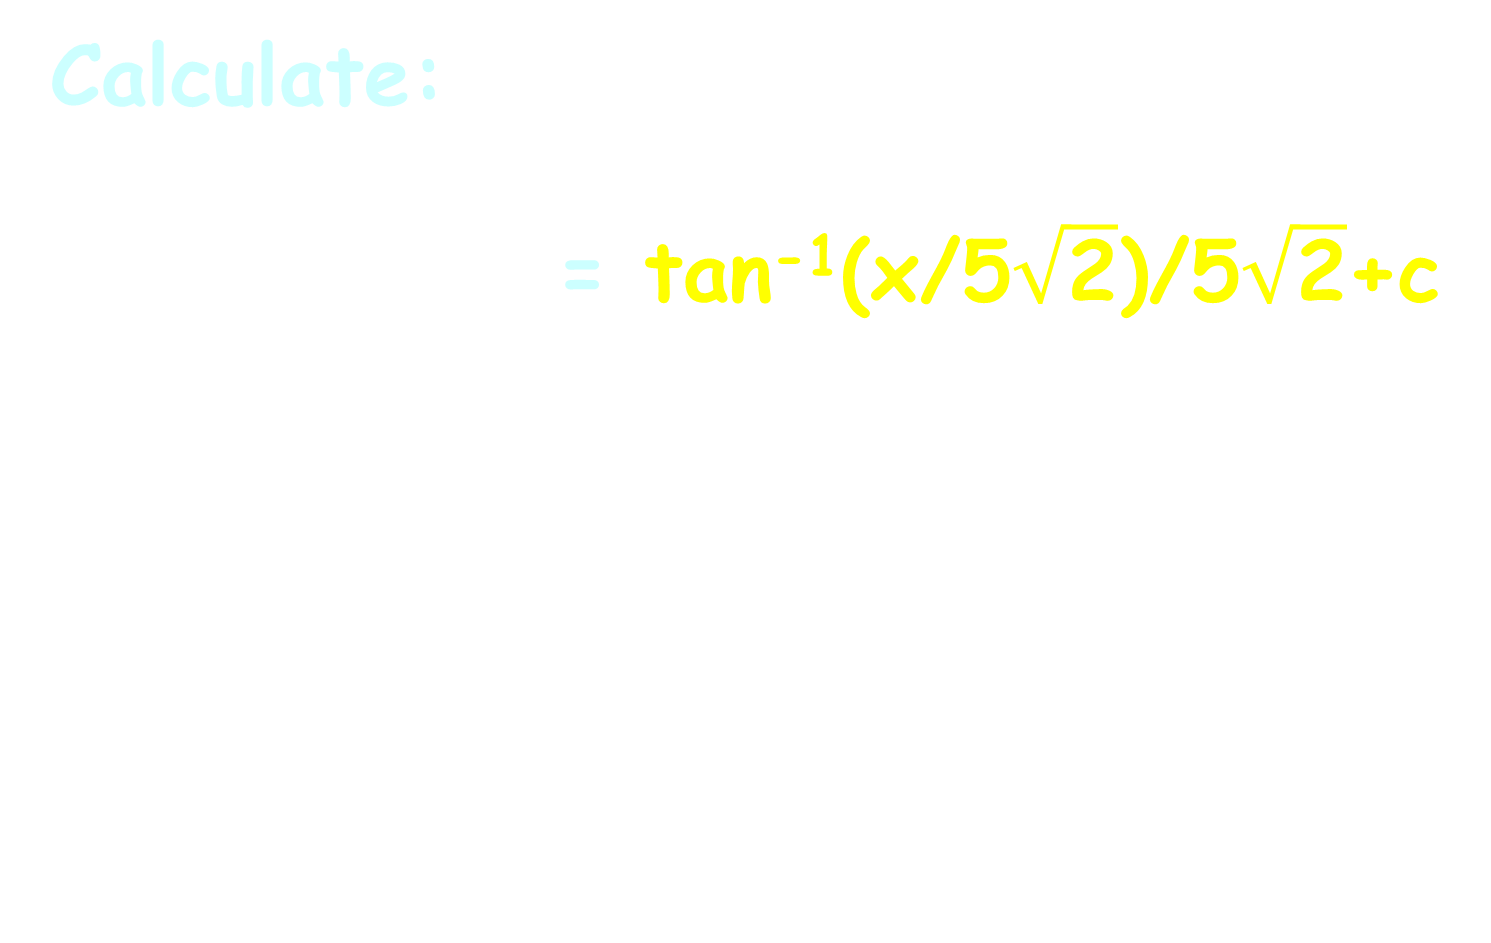 Calculate:
= tan⁻¹(x/5√2)/5√2+c